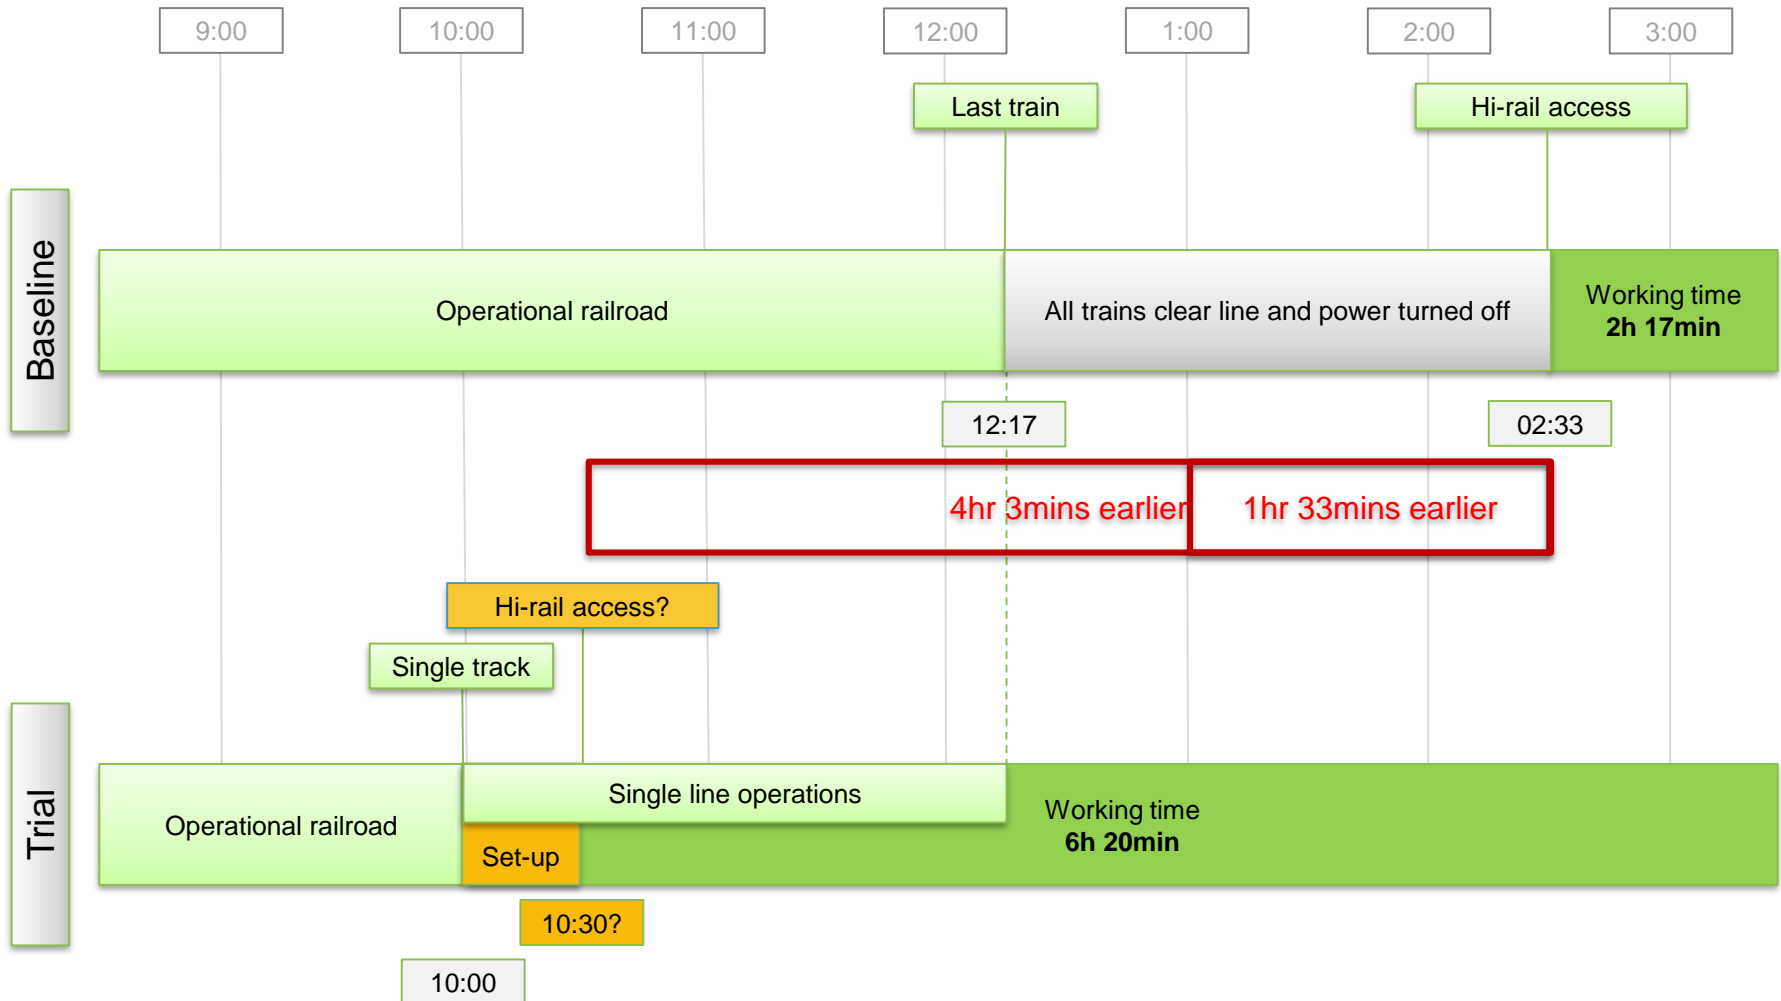 9:00
10:00
11:00
12:00
1:00
2:00
3:00
Last train
Hi-rail access
Baseline
Operational railroad
All trains clear line and power turned off
Working time
2h 17min
12:17
02:33
4hr 3mins earlier
1hr 33mins earlier
Hi-rail access?
Single track
Trial
Operational railroad
Single line operations
Set-up
Working time
6h 20min
10:30?
10:00